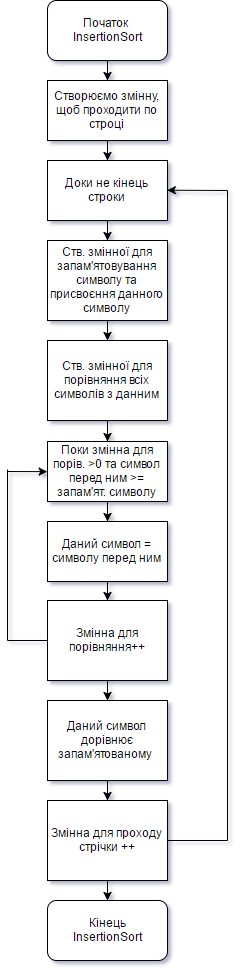 Початок
InsertionSort
Створюємо змінну,
щоб проходити по
строці
Доки не кінець
строки
Ств. змінної для
запам'ятовування
символу та
присвоєння данного
символу
Ств. змінної для
порівняння всіх
символів з данним
Поки змінна для
порів. >0 та символ
перед ним >=
запам'ят. символу
Даний символ =
символу перед ним
Змінна для
порівняння++
Даний символ
дорівнює
запам'ятованому
Змінна для проходу
стрічки ++
Кінець
InsertionSort